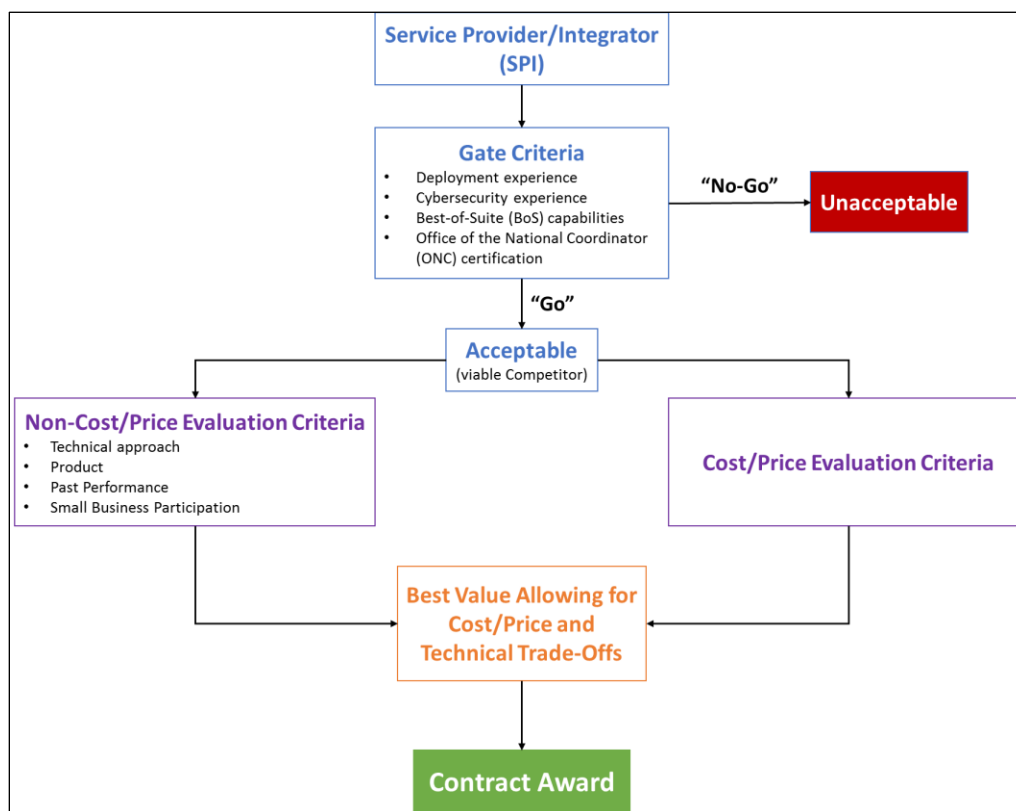 Service Provider/Integrator
(SPI)
Gate Criteria
• Deployment experience
• Cybersecurity experience
• Best-of-Suite (BoS) capabilities
• Office of the National Coordinator
(ONC) certification
“No-Go”
Unacceptable
“Go”
Acceptable
(viable Competitor)
Non-Cost/Price Evaluation Criteria
• Technical approach
• Product
• Past Performance
• Small Business Participation
Cost/Price Evaluation Criteria
Best Value Allowing for
Cost/Price and
Technical Trade-Offs
Contract Award